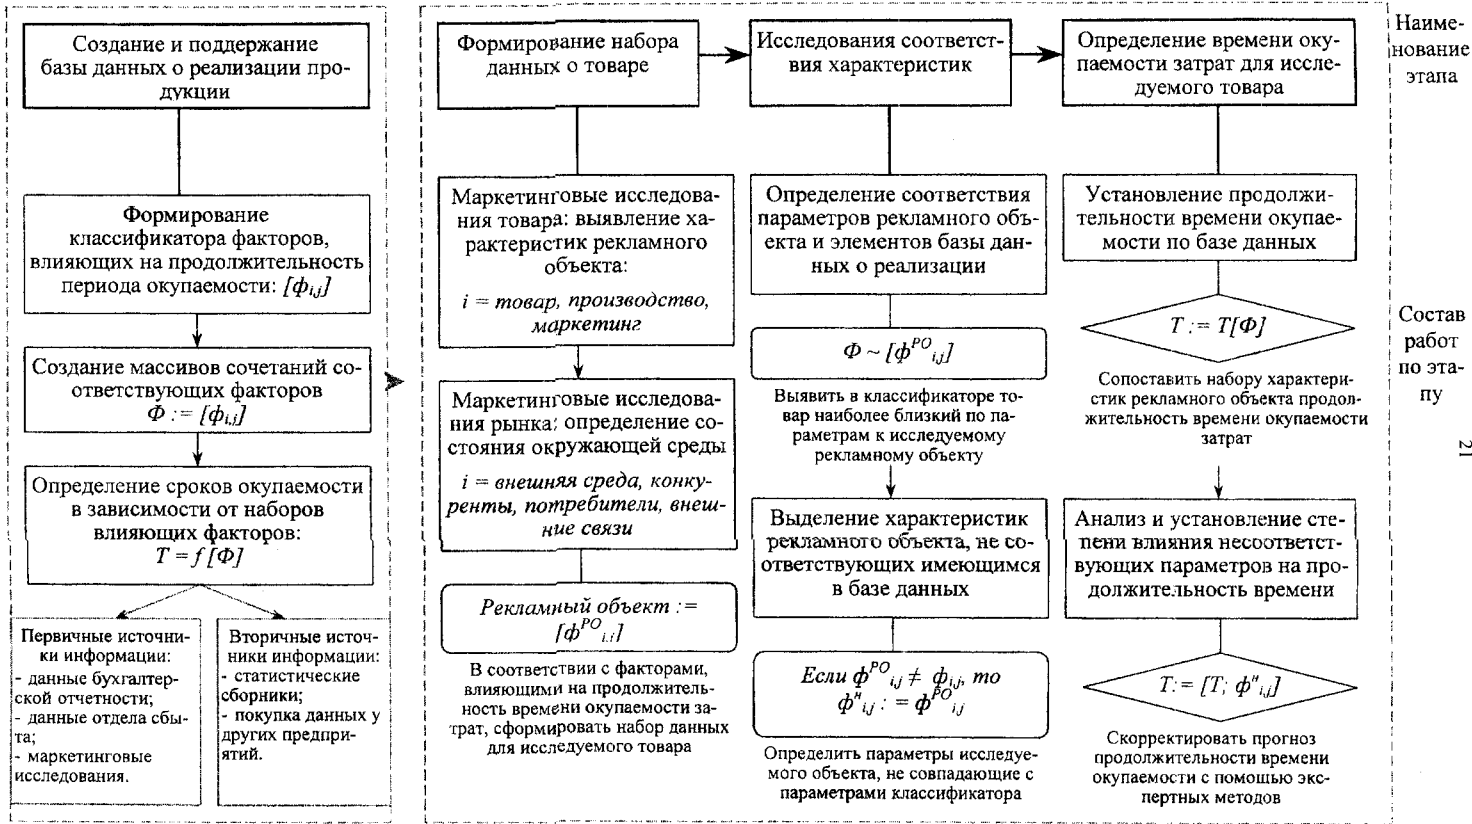 Создание и поддержание
базы данных о реализации про-
дукции
Формирование
классификатора факторов,
влияющих на продолжительность
периода окупаемости: [ф i,j]
Создание массивов сочетаний со-
ответствующих факторов
Ф := [ф i,j]
Определение сроков окупаемости
в зависимости от наборов
влияющих факторов:
T = f [Ф]
Первичные источни-
ки информации:
- данные бухгалтер-
ской отчетности;
- данные отдела сбы-
та;
- маркетинговые
исследования.
Вторичные источ-
ники информации:
- статистические
сборники;
- покупка данных у
других предпри-
ятий.
Формирование набора
данных о товаре
Маркетинговые исследова-
ния товара: выявление ха-
рактеристик рекламного
объекта:
i = товар, производство,
маркетинг
Маркетинговые исследова-
ния рынка: определение со-
стояния окружающей среды
i = внешняя среда, конку-
ренты, потребители, внеш-
ние связи
Рекламный объект :=
[ф РО i,j]
В соответствии с факторами,
влияющими на продолжитель-
ность времени окупаемости за-
трат, сформировать набор данных
для исследуемого товара
Исследования соответст-
вия характеристик
Определение соответствия
параметров рекламного объ-
екта и элементов базы дан-
ных о реализации
Ф ~ [ф РО i,j]
Выявить в классификаторе то-
вар наиболее близкий по па-
раметрам к исследуемому
рекламному объекту
Выделение характеристик
рекламного объекта, не со-
ответствующих имеющимся
в базе данных
Если ф РО i,j ≠ ф i,j, то
ф н i,j : = ф РО i,j
Определить параметры исследуе-
мого объекта, не совпадающие с
параметрами классификатора
Определение времени оку-
паемости затрат для иссле-
дуемого товара
Установление продолжи-
тельности времени окупае-
мости по базе данных
T := T[Ф]
Сопоставить набору характери-
стик рекламного объекта продол-
жительность времени окупаемости
затрат
Анализ и установление сте-
пени влияния несоответст-
вующих параметров на про-
должительность времени
T:= [T; ф н i,j]
Скорректировать прогноз
продолжительности времени
окупаемости с помощью экс-
пертных методов
Наиме-
нование
этапа
Состав
работ
по эта-
пу
21